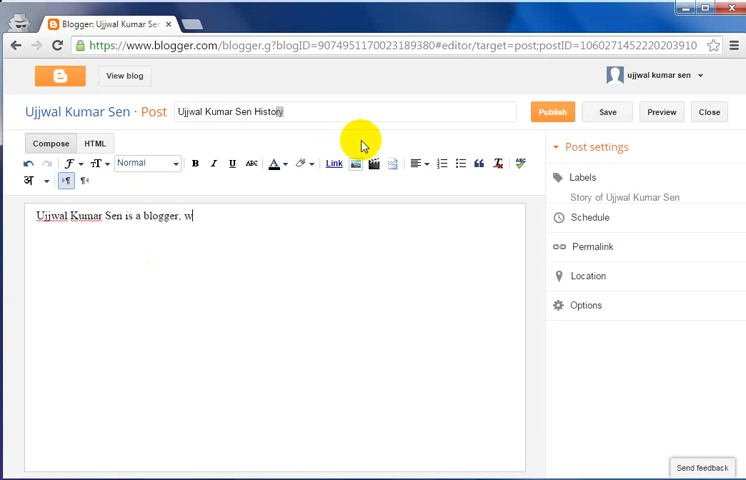 Blogger: Ujjwal Kumar Sen
https://www.blogger.com/blogger.g?blogID=9074951170023189380#editor/target=post;postID=1060271452220203910
View blog
ujjwal kumar sen
Ujjwal Kumar Sen · Post
Ujjwal Kumar Sen History
Publish
Save
Preview
Close
Compose
HTML
Post settings
Normal
B I U ABC A Link
Labels
अ
Story of Ujjwal Kumar Sen
Ujjwal Kumar Sen is a blogger, w
Schedule
Permalink
Location
Options
Send feedback